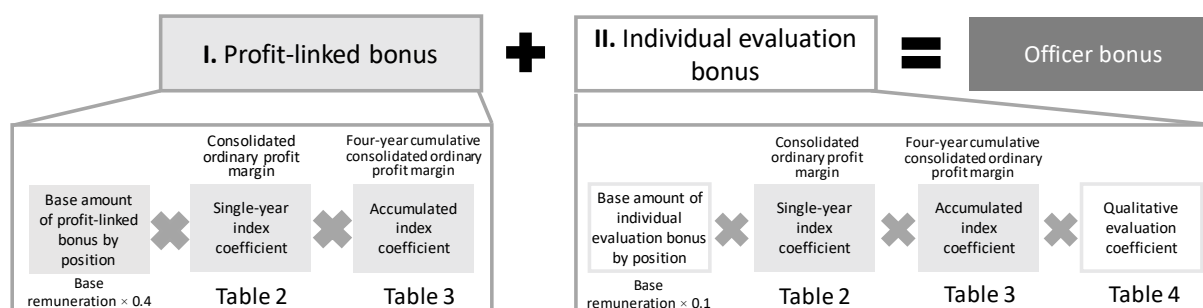 I. Profit-linked bonus
II. Individual evaluation
bonus
Officer bonus
Consolidated
ordinary profit
margin
Four-year cumulative
consolidated ordinary
profit margin
Base amount
of profit-linked
bonus by
position
Single-year
index
coefficient
Accumulated
index
coefficient
Base
remuneration × 0.4
Table 2
Table 3
Consolidated
ordinary profit
margin
Four-year cumulative
consolidated ordinary
profit margin
Base amount of
individual
evaluation bonus
by position
Single-year
index
coefficient
Accumulated
index
coefficient
Qualitative
evaluation
coefficient
Base
remuneration × 0.1
Table 2
Table 3
Table 4